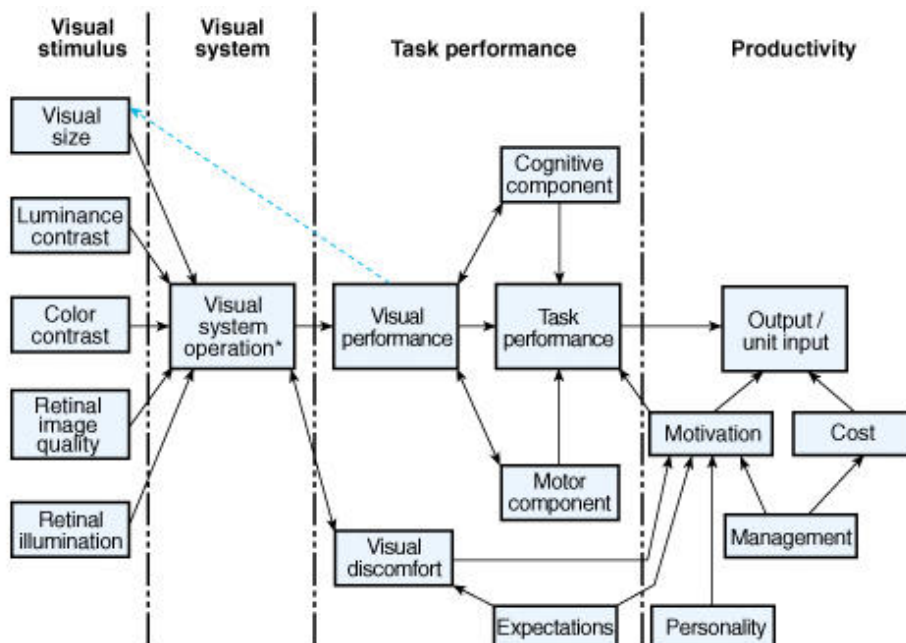 Visual
stimulus
Visual
system
Task performance
Productivity
Visual
size
Luminance
contrast
Color
contrast
Retinal
image
quality
Retinal
illumination
Visual
system
operation*
Visual
performance
Cognitive
component
Task
performance
Motor
component
Visual
discomfort
Expectations
Output /
unit input
Motivation
Cost
Management
Personality